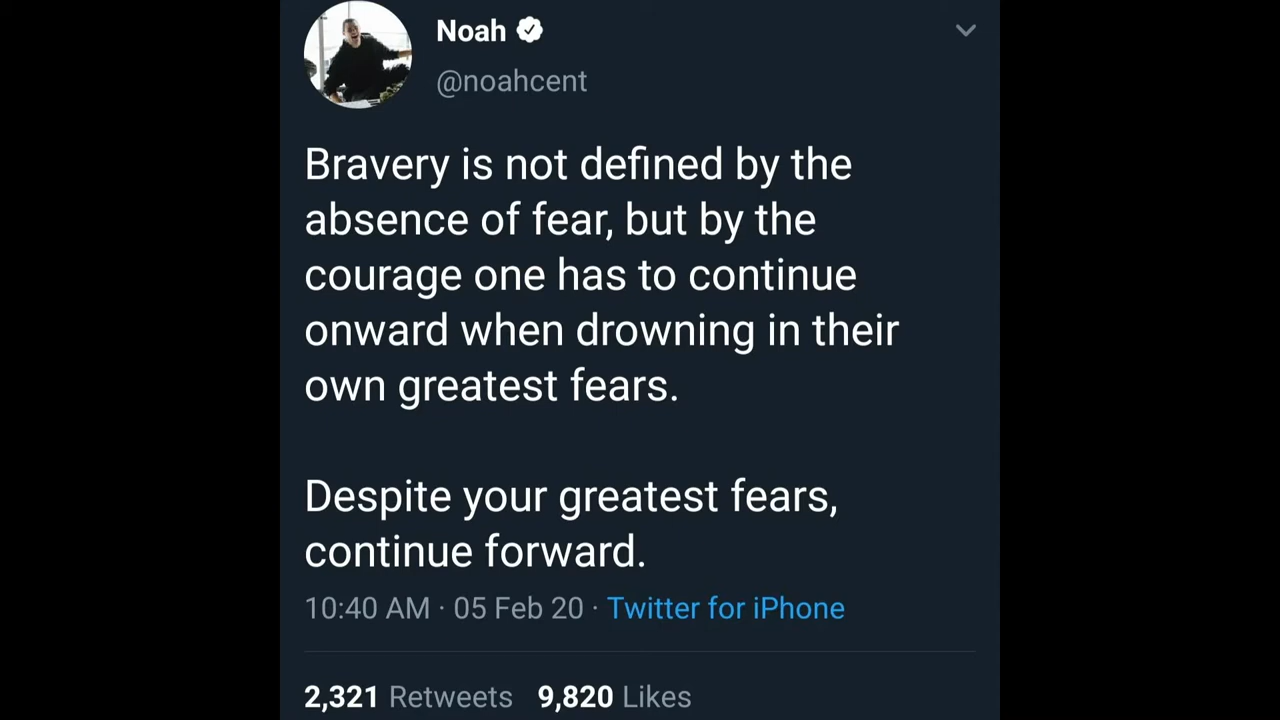 Noah
@noahcent
Bravery is not defined by the
absence of fear, but by the
courage one has to continue
onward when drowning in their
own greatest fears.
Despite your greatest fears,
continue forward.
10:40 AM · 05 Feb 20 · Twitter for iPhone
2,321 Retweets 9,820 Likes